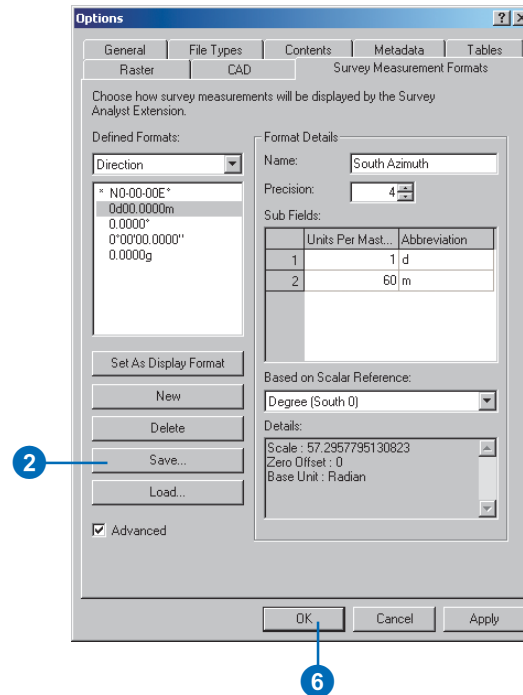 Options
General
File Types
Contents
Metadata
Tables
Raster
CAD
Survey Measurement Formats
Choose how survey measurements will be displayed by the Survey
Analyst Extension.
Defined Formats:
Direction
* N0-00-00E*
0d00.0000m
0.0000°
0°00'00.0000''
0.0000g
Set As Display Format
New
Delete
Save...
Load...
Advanced
Format Details
Name:
South Azimuth
Precision:
4
Sub Fields:
Units Per Mast... Abbreviation
1 1 d
2 60 m
Based on Scalar Reference:
Degree (South 0)
Details:
Scale : 57.2957795130823
Zero Offset : 0
Base Unit : Radian
OK
Cancel
Apply
2
6